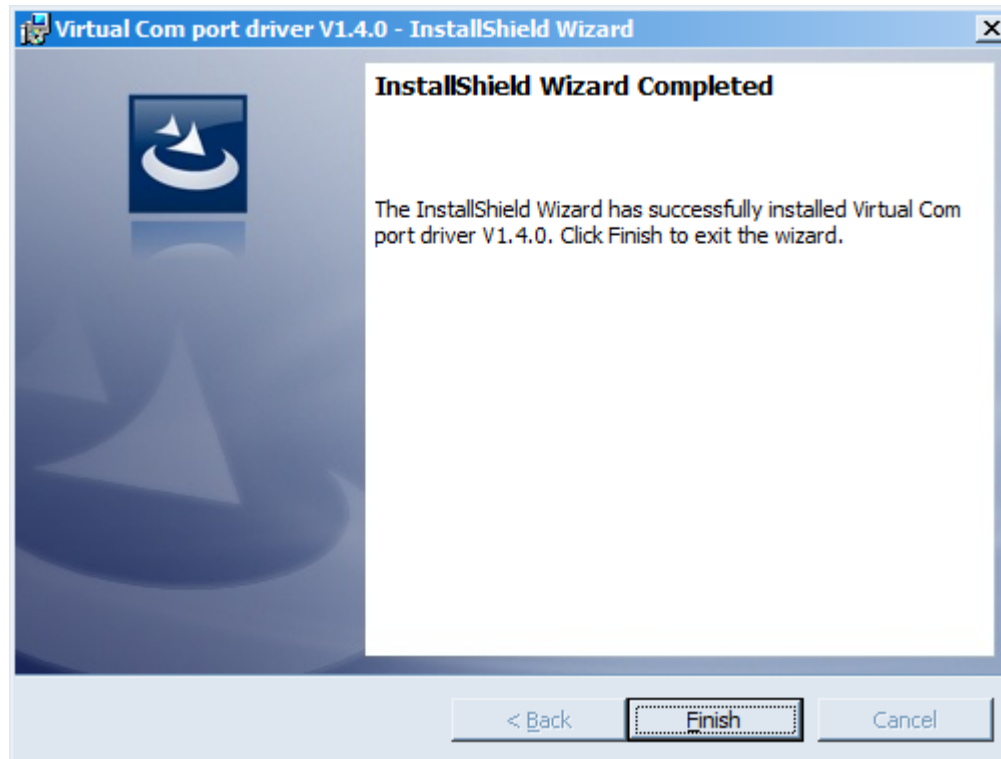 Virtual Com port driver V1.4.0 - InstallShield Wizard
InstallShield Wizard Completed
The InstallShield Wizard has successfully installed Virtual Com
port driver V1.4.0. Click Finish to exit the wizard.
< Back Finish Cancel